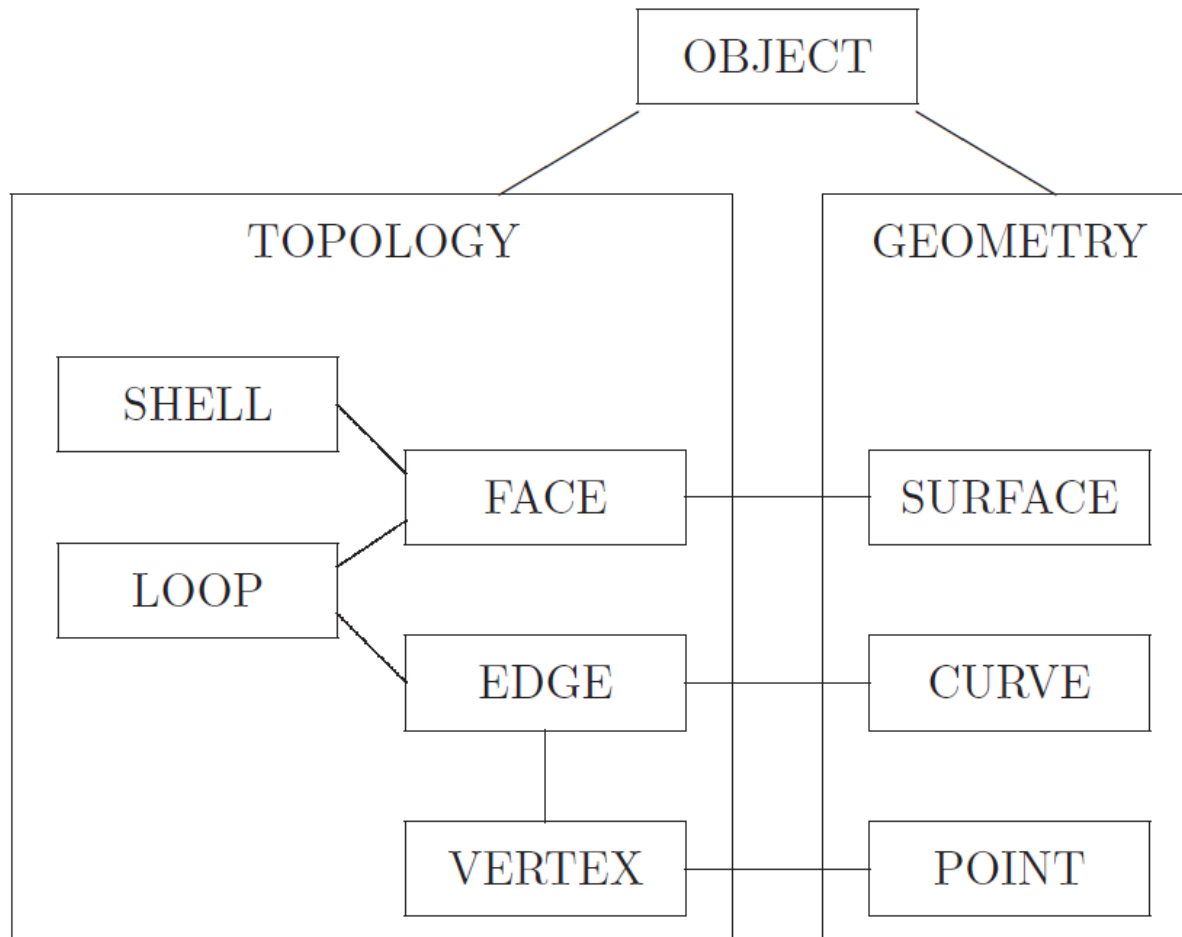 OBJECT
TOPOLOGY
GEOMETRY
SHELL
FACE
SURFACE
LOOP
EDGE
CURVE
VERTEX
POINT